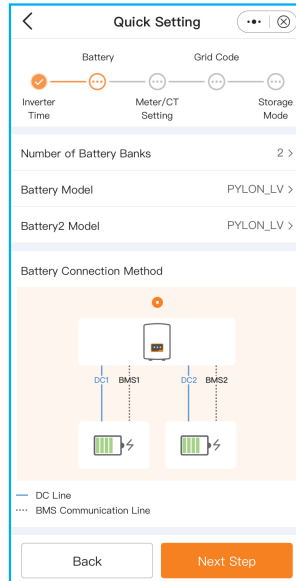 Quick Setting
Battery
Grid Code
Inverter
Time
Meter/CT
Setting
Storage
Mode
Number of Battery Banks
2 >
Battery Model
PYLON_LV >
Battery2 Model
PYLON_LV >
Battery Connection Method
DC1
BMS1
DC2
BMS2
DC Line
BMS Communication Line
Back
Next Step